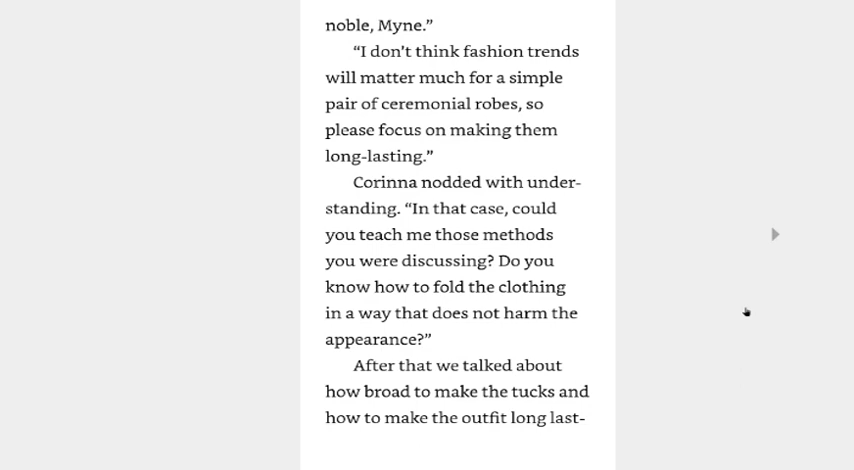 noble, Myne.”
“I don’t think fashion trends
will matter much for a simple
pair of ceremonial robes, so
please focus on making them
long-lasting.”
Corinna nodded with under-
standing. “In that case, could
you teach me those methods
you were discussing? Do you
know how to fold the clothing
in a way that does not harm the
appearance?”
After that we talked about
how broad to make the tucks and
how to make the outfit long last-